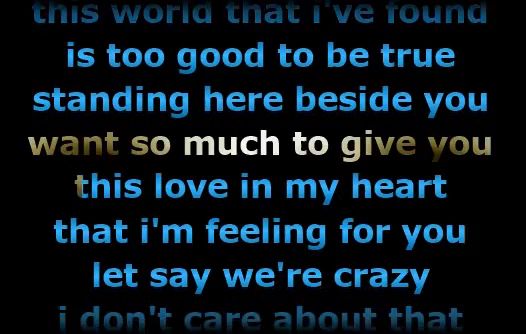 this world that i've found
is too good to be true
standing here beside you
want so much to give you
this love in my heart
that i'm feeling for you
let say we're crazy
i don't care about that